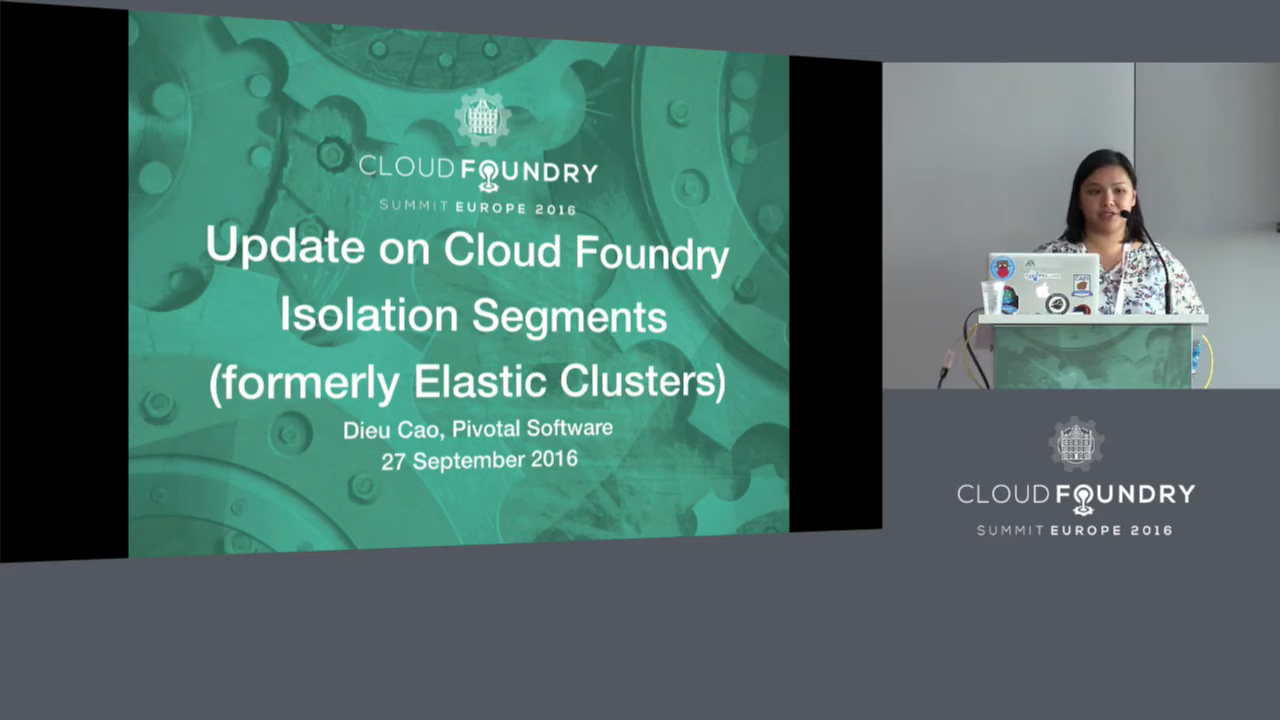 CLOUD FOUNDRY
SUMMIT EUROPE 2016
Update on Cloud Foundry
Isolation Segments
(formerly Elastic Clusters)
Dieu Cao, Pivotal Software
27 September 2016
CLOUD FOUNDRY
SUMMIT EUROPE 2016